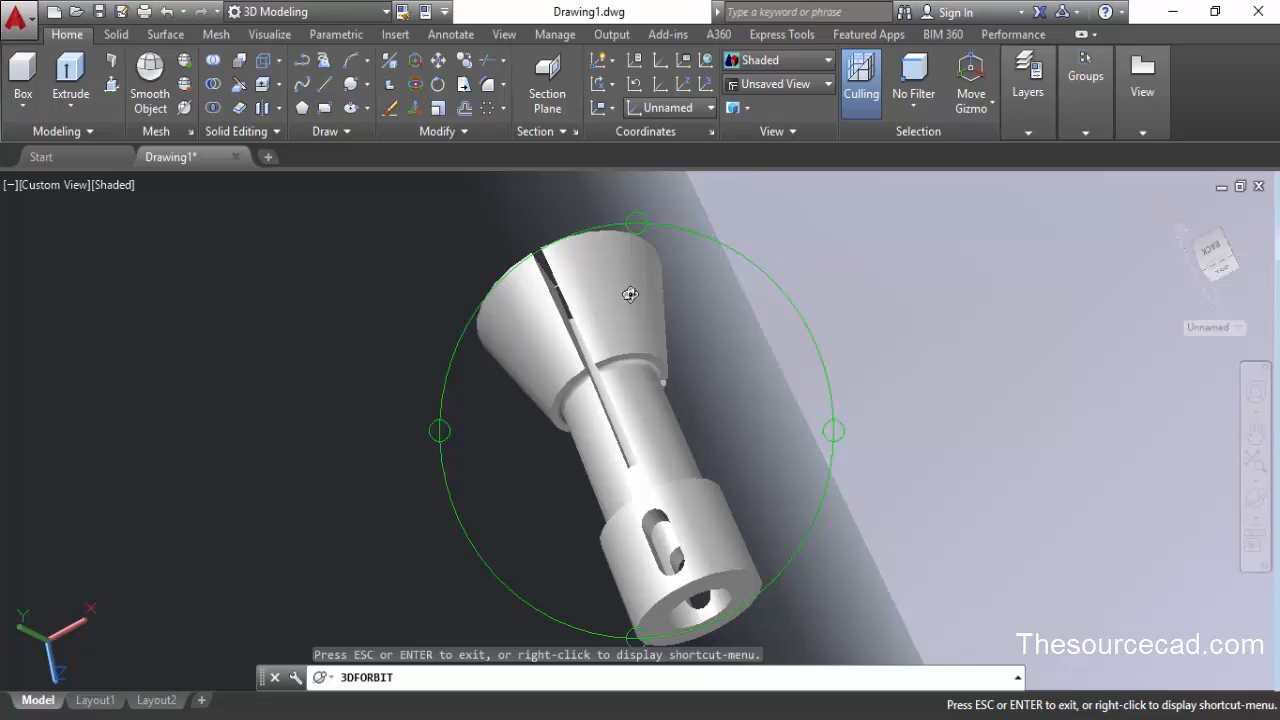 3D Modeling
Drawing1.dwg
Type a keyword or phrase
Sign In
Home Solid Surface Mesh Visualize Parametric Insert Annotate View Manage Output Add-ins A360 Express Tools Featured Apps BIM 360 Performance
Box
Extrude
Smooth
Object
Section
Plane
Shaded
Unsaved View
Unnamed
Culling
No Filter
Move
Gizmo
Layers
Groups
View
Modeling
Mesh
Solid Editing
Draw
Modify
Section
Coordinates
View
Selection
Start
Drawing1*
[−][Custom View][Shaded]
BACK
Unnamed
X
Y
Z
Thesourcecad.com
Press ESC or ENTER to exit, or right-click to display shortcut-menu.
3DFORBIT
Model
Layout1
Layout2
Press ESC or ENTER to exit, or right-click to display shortcut-menu.